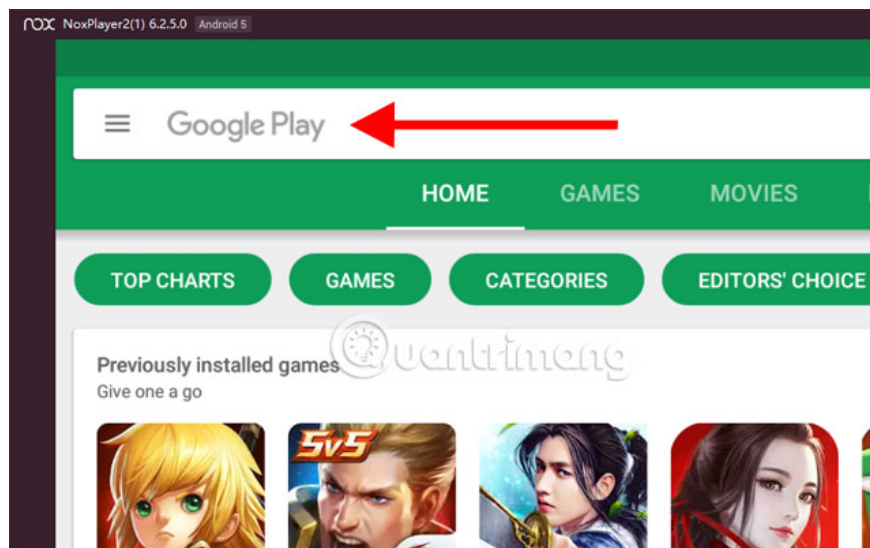 nox NoxPlayer2(1) 6.2.5.0 Android 5
Google Play
HOME GAMES MOVIES
TOP CHARTS GAMES CATEGORIES EDITORS' CHOICE
Quantrimang
Previously installed games
Give one a go
5v5